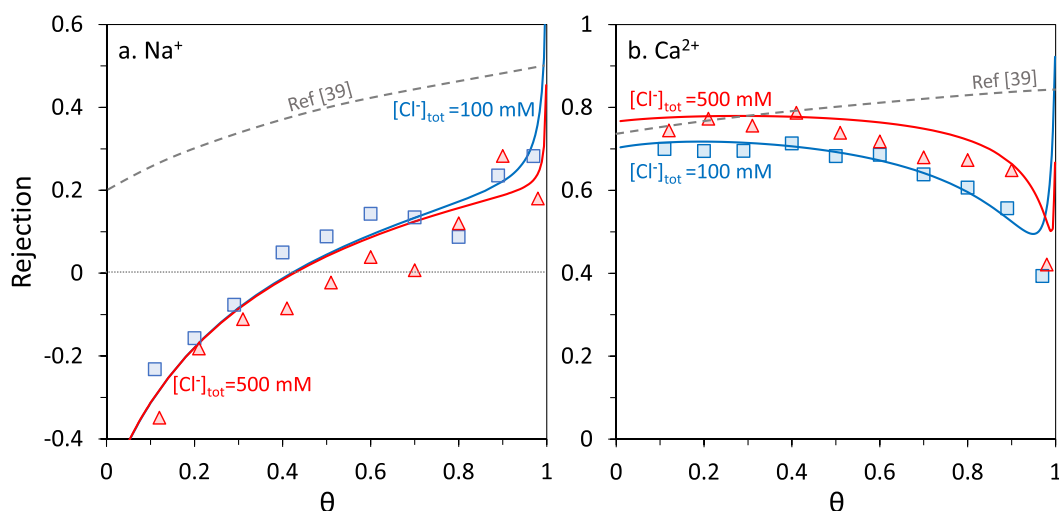 a. Na⁺
Ref [39]
[Cl⁻]tot=100 mM
[Cl⁻]tot=500 mM
Rejection
0.6
0.4
0.2
0
-0.2
-0.4
0
0.2
0.4
0.6
0.8
1
θ
b. Ca²⁺
Ref [39]
[Cl⁻]tot=500 mM
[Cl⁻]tot=100 mM
1
0.8
0.6
0.4
0.2
0
0
0.2
0.4
0.6
0.8
1
θ